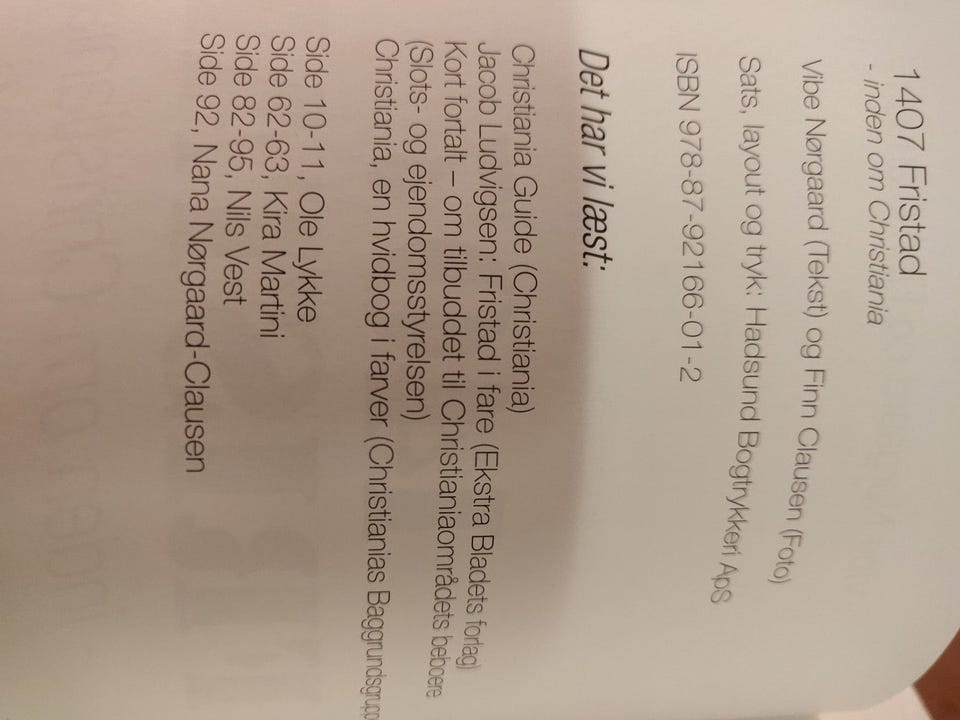 1407 Fristad
- inden om Christiania
Vibe Nørgaard (Tekst) og Finn Clausen (Foto)
Sats, layout og tryk: Hadsund Bogtrykkeri ApS
ISBN 978-87-92166-01-2
Det har vi læst:
Christiania Guide (Christiania)
Jacob Ludvigsen: Fristad i fare (Ekstra Bladets forlag)
Kort fortalt – om tilbuddet til Christianiaområdets beboere
(Slots- og ejendomsstyrelsen)
Christiania, en hvidbog i farver (Christianias Baggrundsgrupp
Side 10-11, Ole Lykke
Side 62-63, Kira Martini
Side 82-95, Nils Vest
Side 92, Nana Nørgaard-Clausen